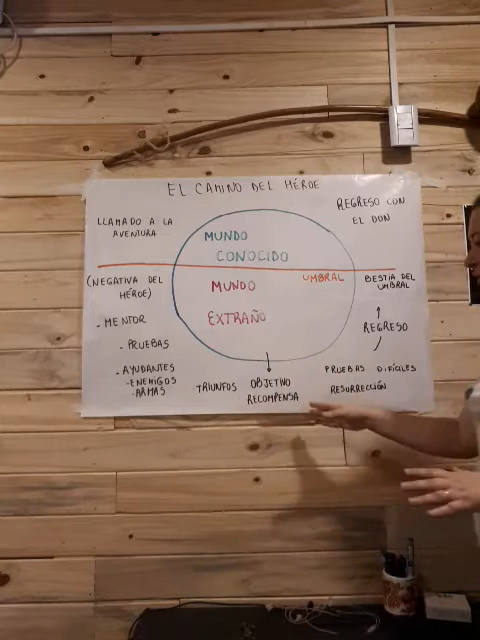 EL CAMINO DEL HÉROE
LLAMADO A LA
AVENTURA
REGRESO CON
EL DON
MUNDO
CONOCIDO
(NEGATIVA DEL
HÉROE)
MUNDO
EXTRAÑO
UMBRAL
BESTIA DEL
UMBRAL
- MENTOR
- PRUEBAS
- AYUDANTES
- ENEMIGOS
- ARMAS
TRIUNFOS
OBJETIVO
RECOMPENSA
REGRESO
PRUEBAS DIFÍCILES
RESURRECCIÓN